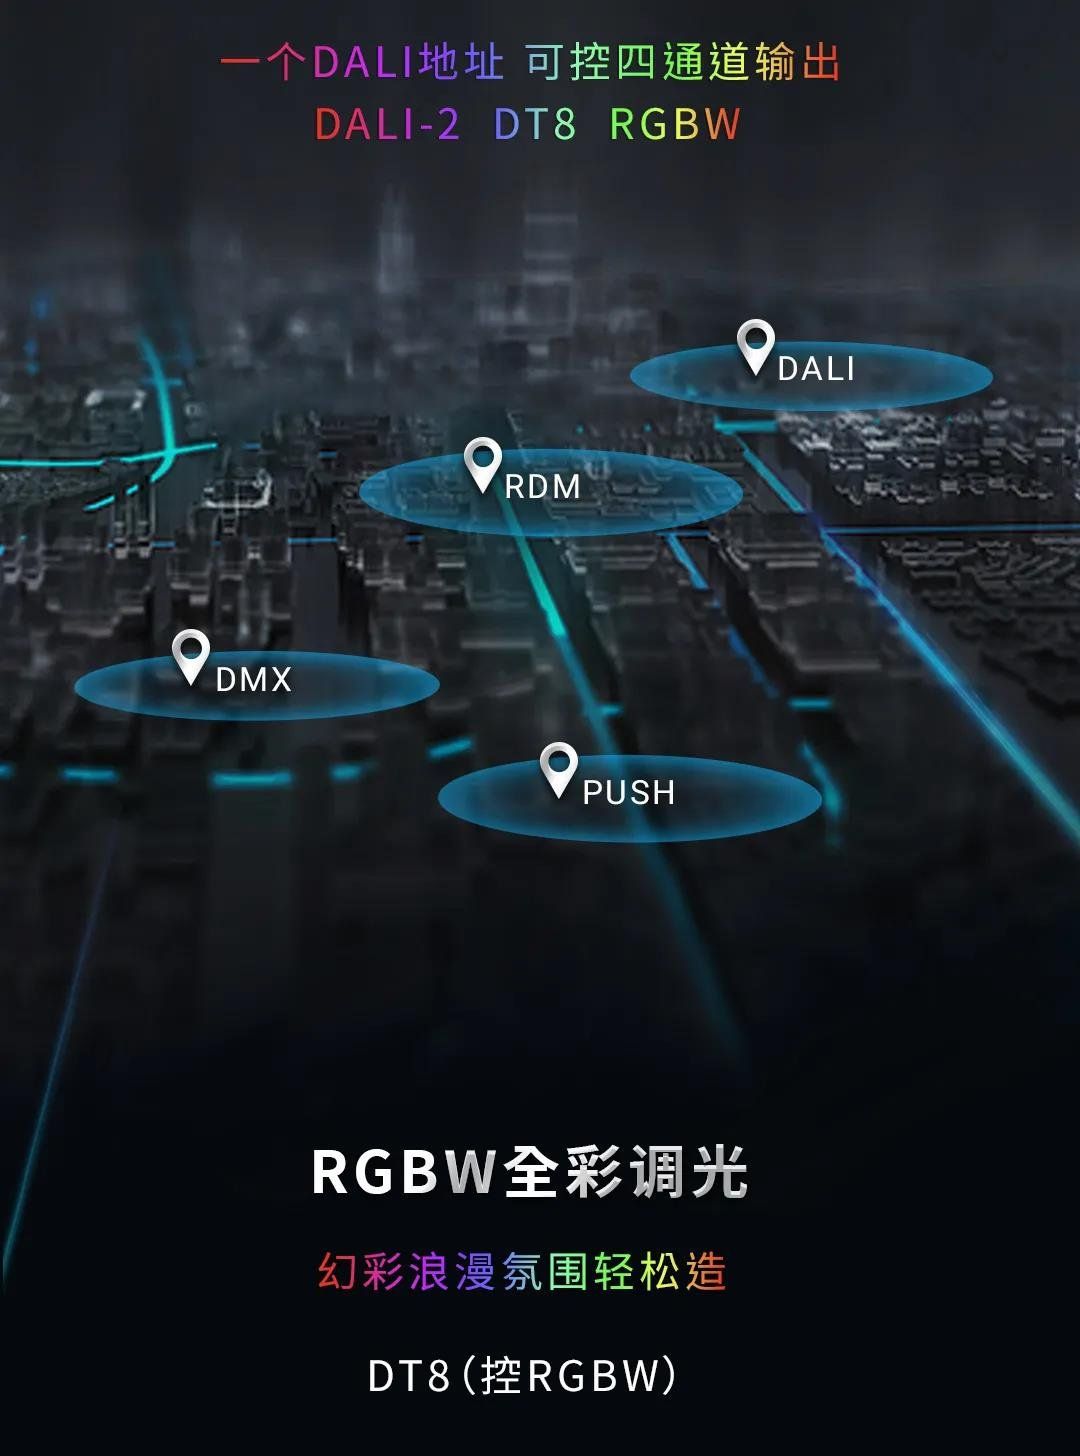 一个DALI地址 可控四通道输出
DALI-2 DT8 RGBW
DALI
RDM
DMX
PUSH
RGBW全彩调光
幻彩浪漫氛围轻松造
DT8(控RGBW)